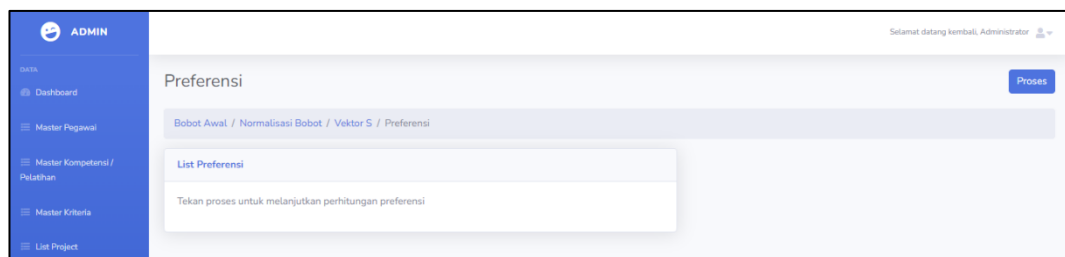 ADMIN
Selamat datang kembali, Administrator
DATA
Dashboard
Master Pegawai
Master Kompetensi /
Pelatihan
Master Kriteria
List Project
Preferensi
Proses
Bobot Awal / Normalisasi Bobot / Vektor S / Preferensi
List Preferensi
Tekan proses untuk melanjutkan perhitungan preferensi